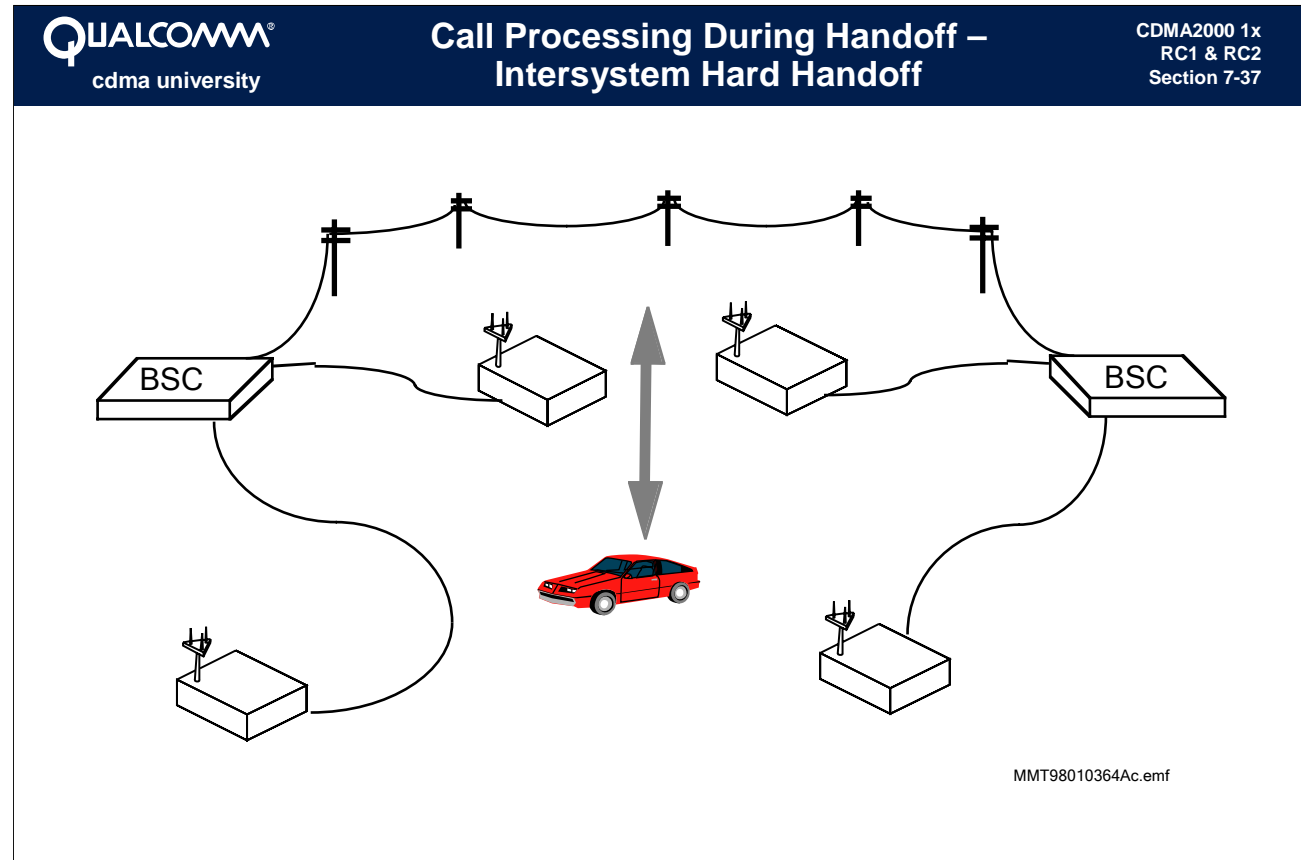 QUALCOMM®
cdma university
Call Processing During Handoff –
Intersystem Hard Handoff
CDMA2000 1x
RC1 & RC2
Section 7-37
BSC
BSC
MMT98010364Ac.emf